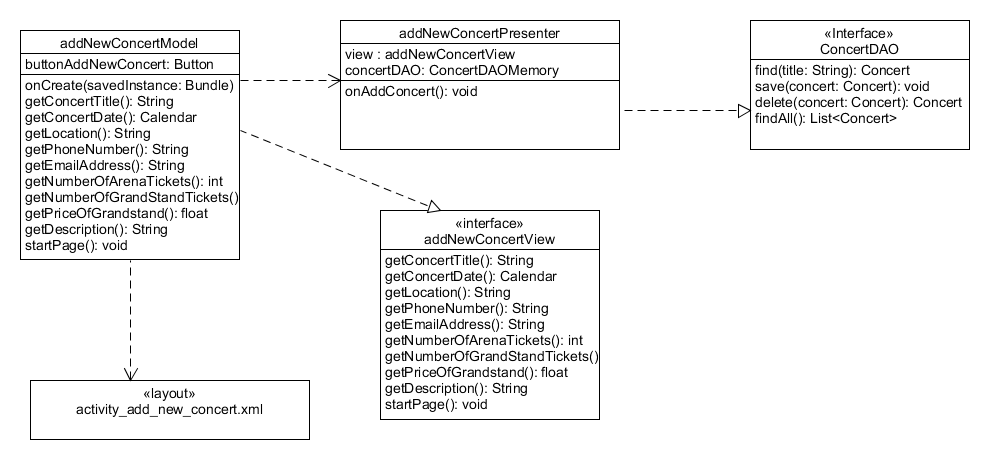 addNewConcertModel
buttonAddNewConcert: Button
onCreate(savedInstance: Bundle)
getConcertTitle(): String
getConcertDate(): Calendar
getLocation(): String
getPhoneNumber(): String
getEmailAddress(): String
getNumberOfArenaTickets(): int
getNumberOfGrandStandTickets()
getPriceOfGrandstand(): float
getDescription(): String
startPage(): void
addNewConcertPresenter
view : addNewConcertView
concertDAO: ConcertDAOMemory
onAddConcert(): void
«Interface»
ConcertDAO
find(title: String): Concert
save(concert: Concert): void
delete(concert: Concert): Concert
findAll(): List<Concert>
«interface»
addNewConcertView
getConcertTitle(): String
getConcertDate(): Calendar
getLocation(): String
getPhoneNumber(): String
getEmailAddress(): String
getNumberOfArenaTickets(): int
getNumberOfGrandStandTickets()
getPriceOfGrandstand(): float
getDescription(): String
startPage(): void
«layout»
activity_add_new_concert.xml